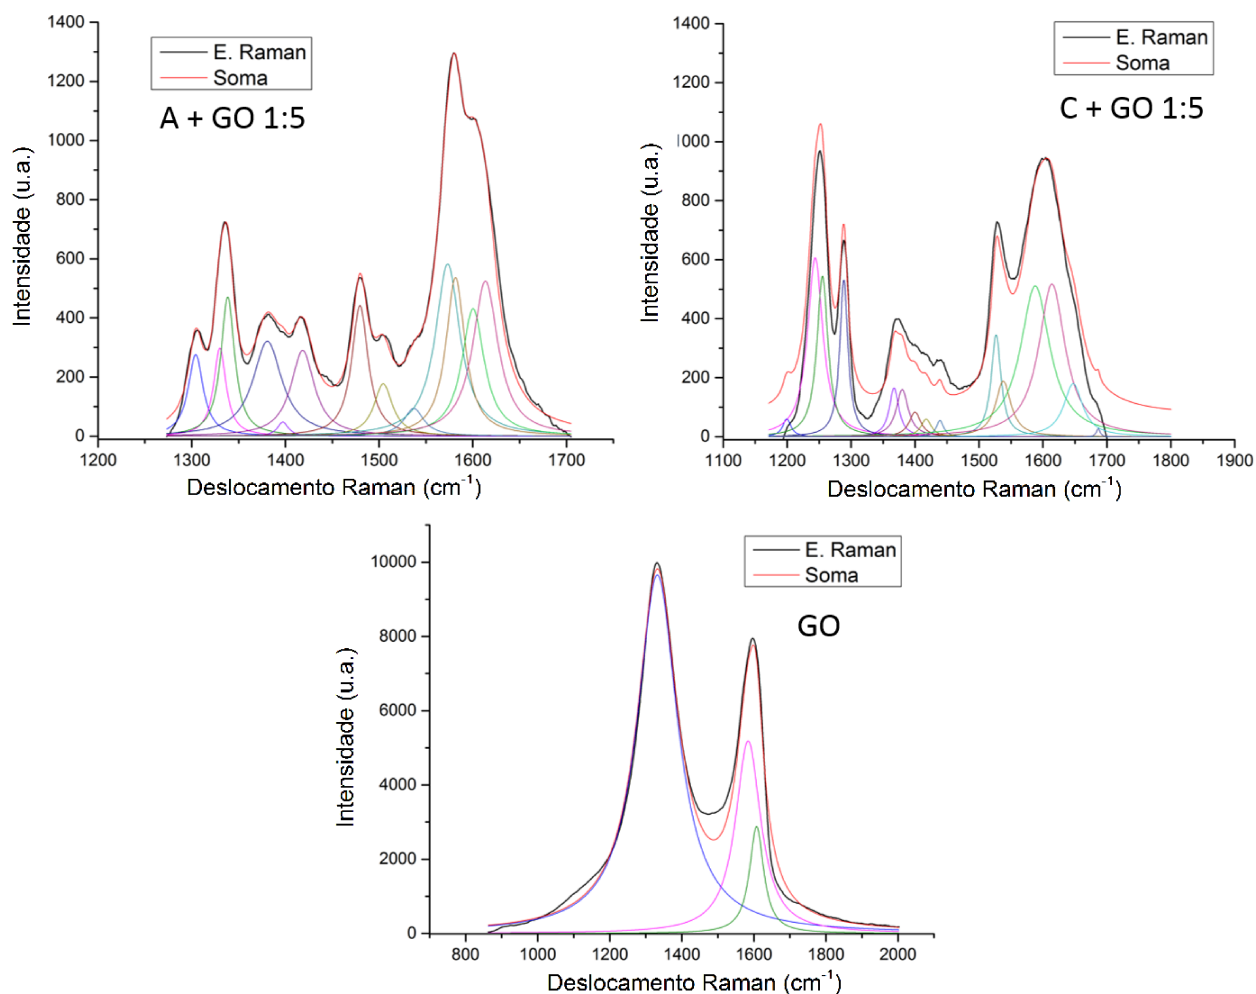 1400
1200
1000
800
600
400
200
0
Intensidade (u.a.)
E. Raman
Soma
A + GO 1:5
1200 1300 1400 1500 1600 1700
Deslocamento Raman (cm-1)
1400
1200
1000
800
600
400
200
0
Intensidade (u.a.)
E. Raman
Soma
C + GO 1:5
1100 1200 1300 1400 1500 1600 1700 1800 1900
Deslocamento Raman (cm-1)
10000
8000
6000
4000
2000
0
Intensidade (u.a.)
E. Raman
Soma
GO
800 1000 1200 1400 1600 1800 2000
Deslocamento Raman (cm-1)